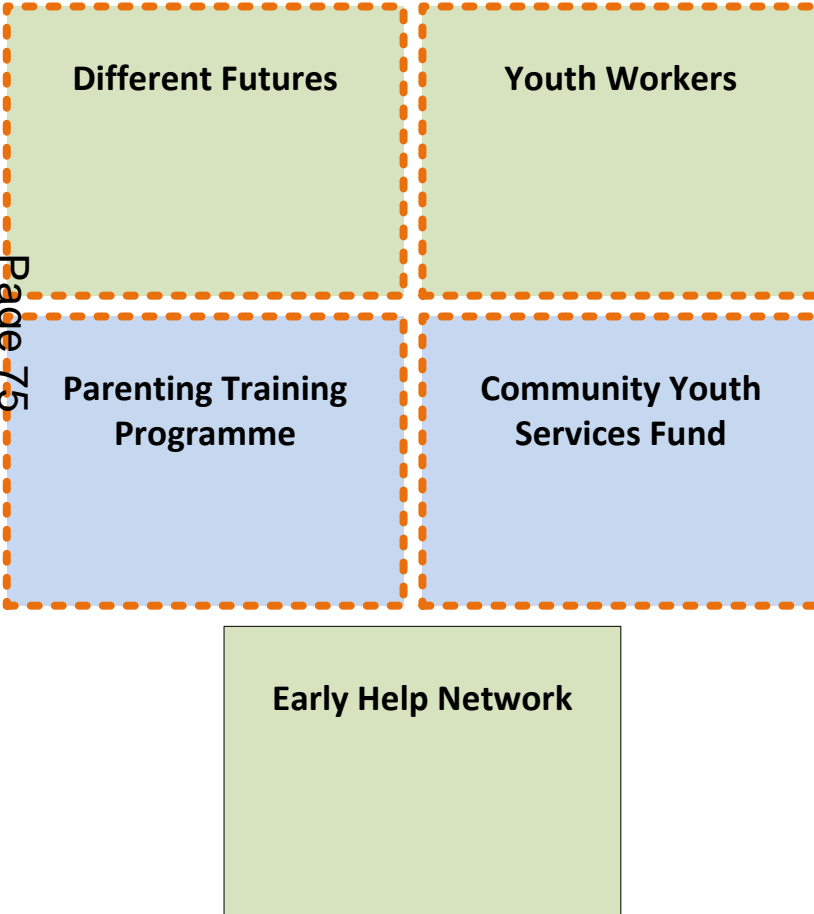 Different Futures
Youth Workers
Page 75
Parenting Training
Programme
Community Youth
Services Fund
Early Help Network